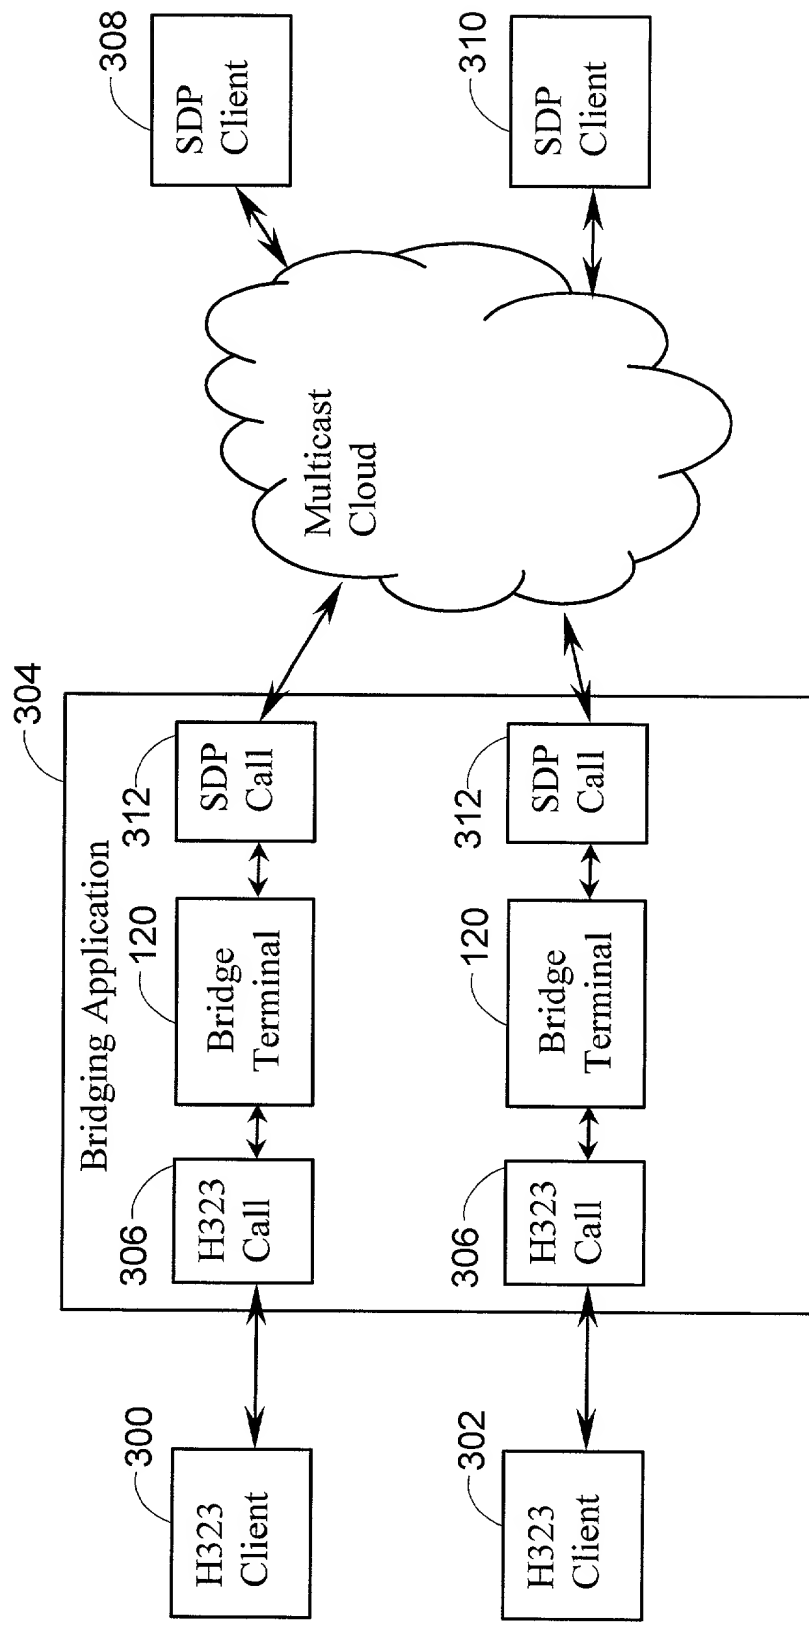 304
Bridging Application
300
H323
Client
306
H323
Call
120
Bridge
Terminal
312
SDP
Call
Multicast
Cloud
308
SDP
Client
302
H323
Client
306
H323
Call
120
Bridge
Terminal
312
SDP
Call
310
SDP
Client